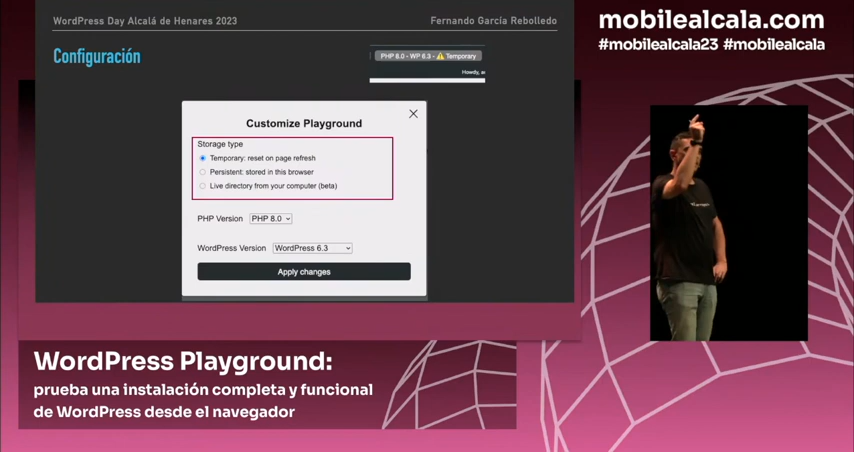 WordPress Day Alcalá de Henares 2023
Fernando García Rebolledo
Configuración
PHP 8.0 - WP 6.3 - ⚠️ Temporary
Howdy,
Customize Playground
Storage type
Temporary: reset on page refresh
Persistent: stored in this browser
Live directory from your computer (beta)
PHP Version PHP 8.0
WordPress Version WordPress 6.3
Apply changes
mobilealcala.com
#mobilealcala23 #mobilealcala
WordPress Playground:
prueba una instalación completa y funcional
de WordPress desde el navegador